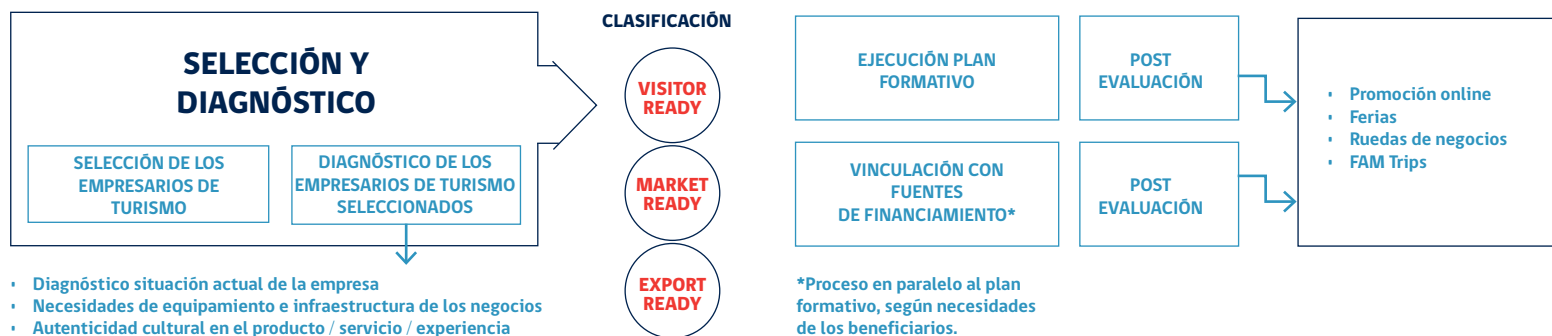 SELECCIÓN Y
DIAGNÓSTICO
SELECCIÓN DE LOS
EMPRESARIOS DE
TURISMO
DIAGNÓSTICO DE LOS
EMPRESARIOS DE TURISMO
SELECCIONADOS
• Diagnóstico situación actual de la empresa
• Necesidades de equipamiento e infraestructura de los negocios
• Autenticidad cultural en el producto / servicio / experiencia
CLASIFICACIÓN
VISITOR
READY
MARKET
READY
EXPORT
READY
EJECUCIÓN PLAN
FORMATIVO
POST
EVALUACIÓN
VINCULACIÓN CON
FUENTES
DE FINANCIAMIENTO*
POST
EVALUACIÓN
*Proceso en paralelo al plan
formativo, según necesidades
de los beneficiarios.
• Promoción online
• Ferias
• Ruedas de negocios
• FAM Trips